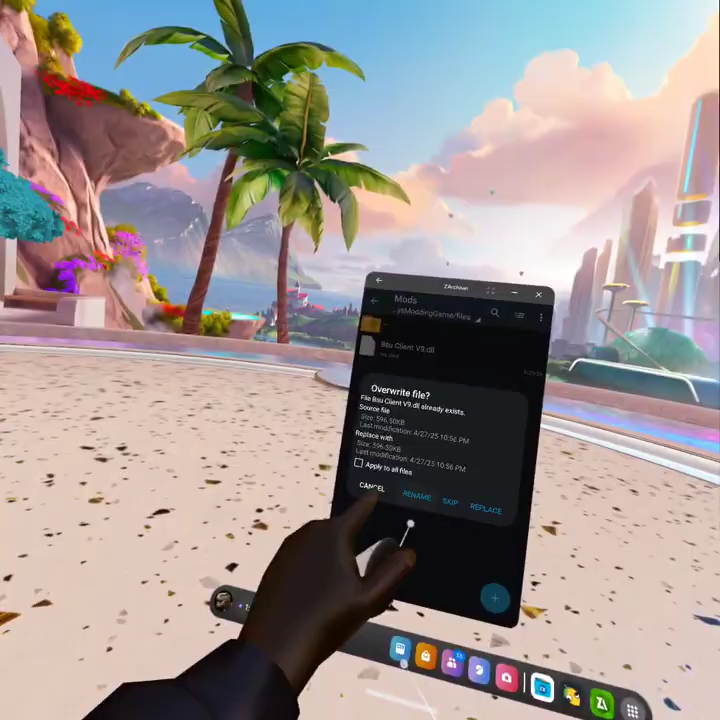 ZArchiver
Mods
Bsu Client V9.dll
Overwrite file?
File Bsu Client V9.dll already exists.
Source file
Size: 596.50KB
Last modification: 4/27/25 10:56 PM
Replace with
Size: 596.50KB
Last modification: 4/27/25 10:56 PM
Apply to all files
CANCEL RENAME SKIP REPLACE